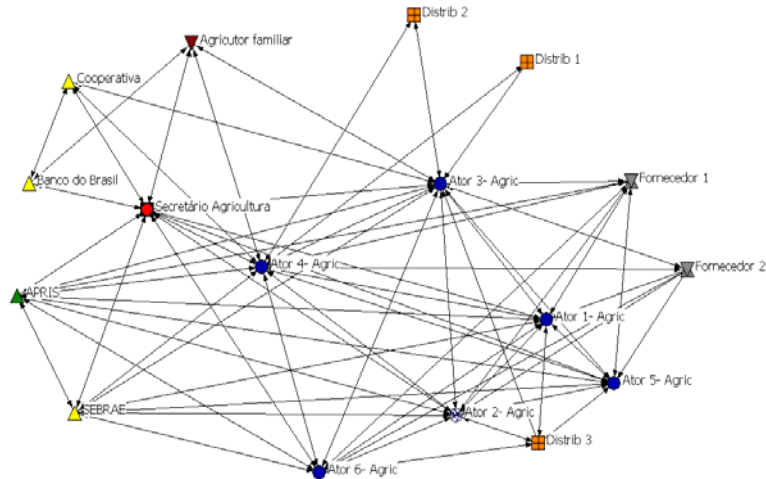 Distrib 2
Agricutor familiar
Distrib 1
Cooperativa
Banco do Brasil
Ator 3- Agric
Fornecedor 1
Secretário Agricultura
Ator 4- Agric
Fornecedor 2
APRIS
Ator 1- Agric
Ator 5- Agric
SEBRAE
Ator 2- Agric
Distrib 3
Ator 6- Agric